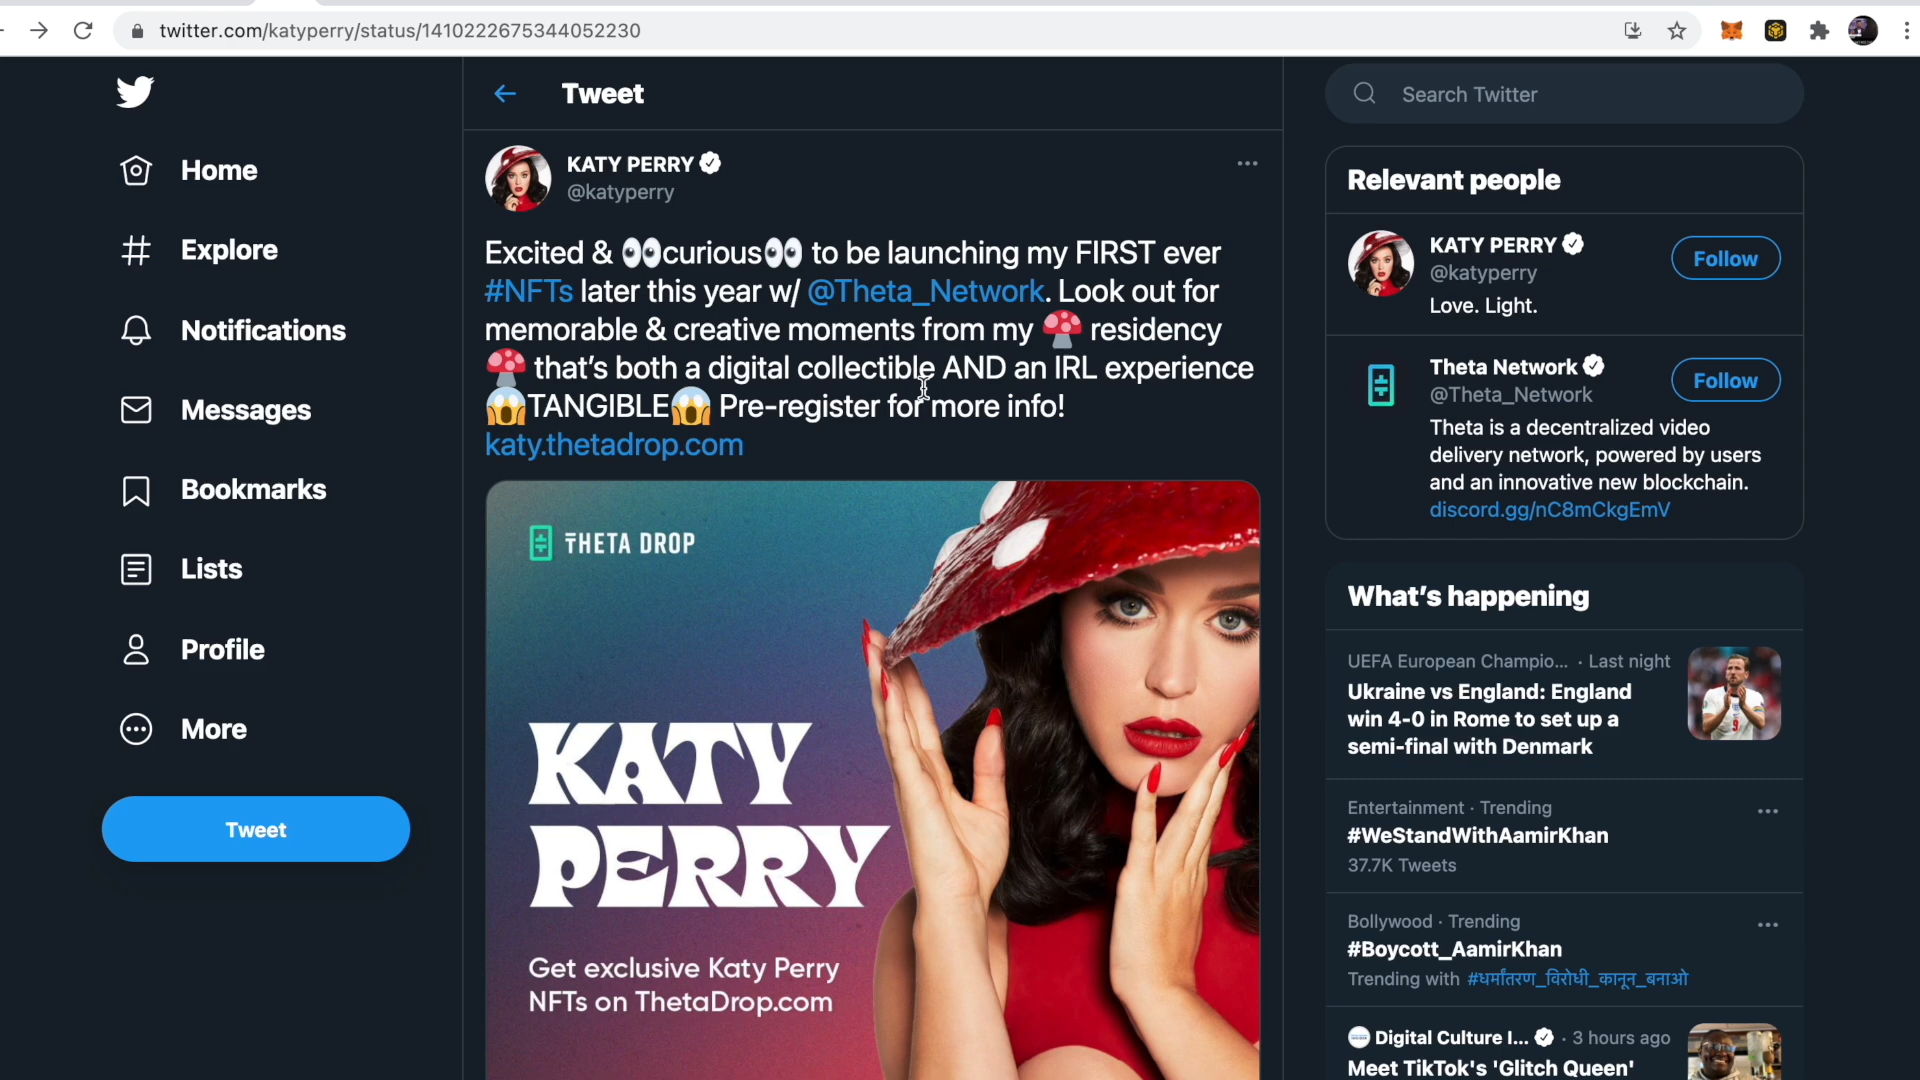 twitter.com/katyperry/status/1410222675344052230
Home
Explore
Notifications
Messages
Bookmarks
Lists
Profile
More
Tweet
Tweet
KATY PERRY
@katyperry
Excited & 👀curious👀 to be launching my FIRST ever
#NFTs later this year w/ @Theta_Network. Look out for
memorable & creative moments from my 🍄 residency
🍄 that’s both a digital collectible AND an IRL experience
😱TANGIBLE😱 Pre-register for more info!
katy.thetadrop.com
THETA DROP
KATY
PERRY
Get exclusive Katy Perry
NFTs on ThetaDrop.com
Search Twitter
Relevant people
KATY PERRY
Follow
@katyperry
Love. Light.
Theta Network
Follow
@Theta_Network
Theta is a decentralized video
delivery network, powered by users
and an innovative new blockchain.
discord.gg/nC8mCkgEmV
What’s happening
UEFA European Champio... · Last night
Ukraine vs England: England
win 4-0 in Rome to set up a
semi-final with Denmark
Entertainment · Trending
#WeStandWithAamirKhan
37.7K Tweets
Bollywood · Trending
#Boycott_AamirKhan
Trending with #धर्मांतरण_विरोधी_कानून_बनाओ
Digital Culture I... · 3 hours ago
Meet TikTok's 'Glitch Queen'